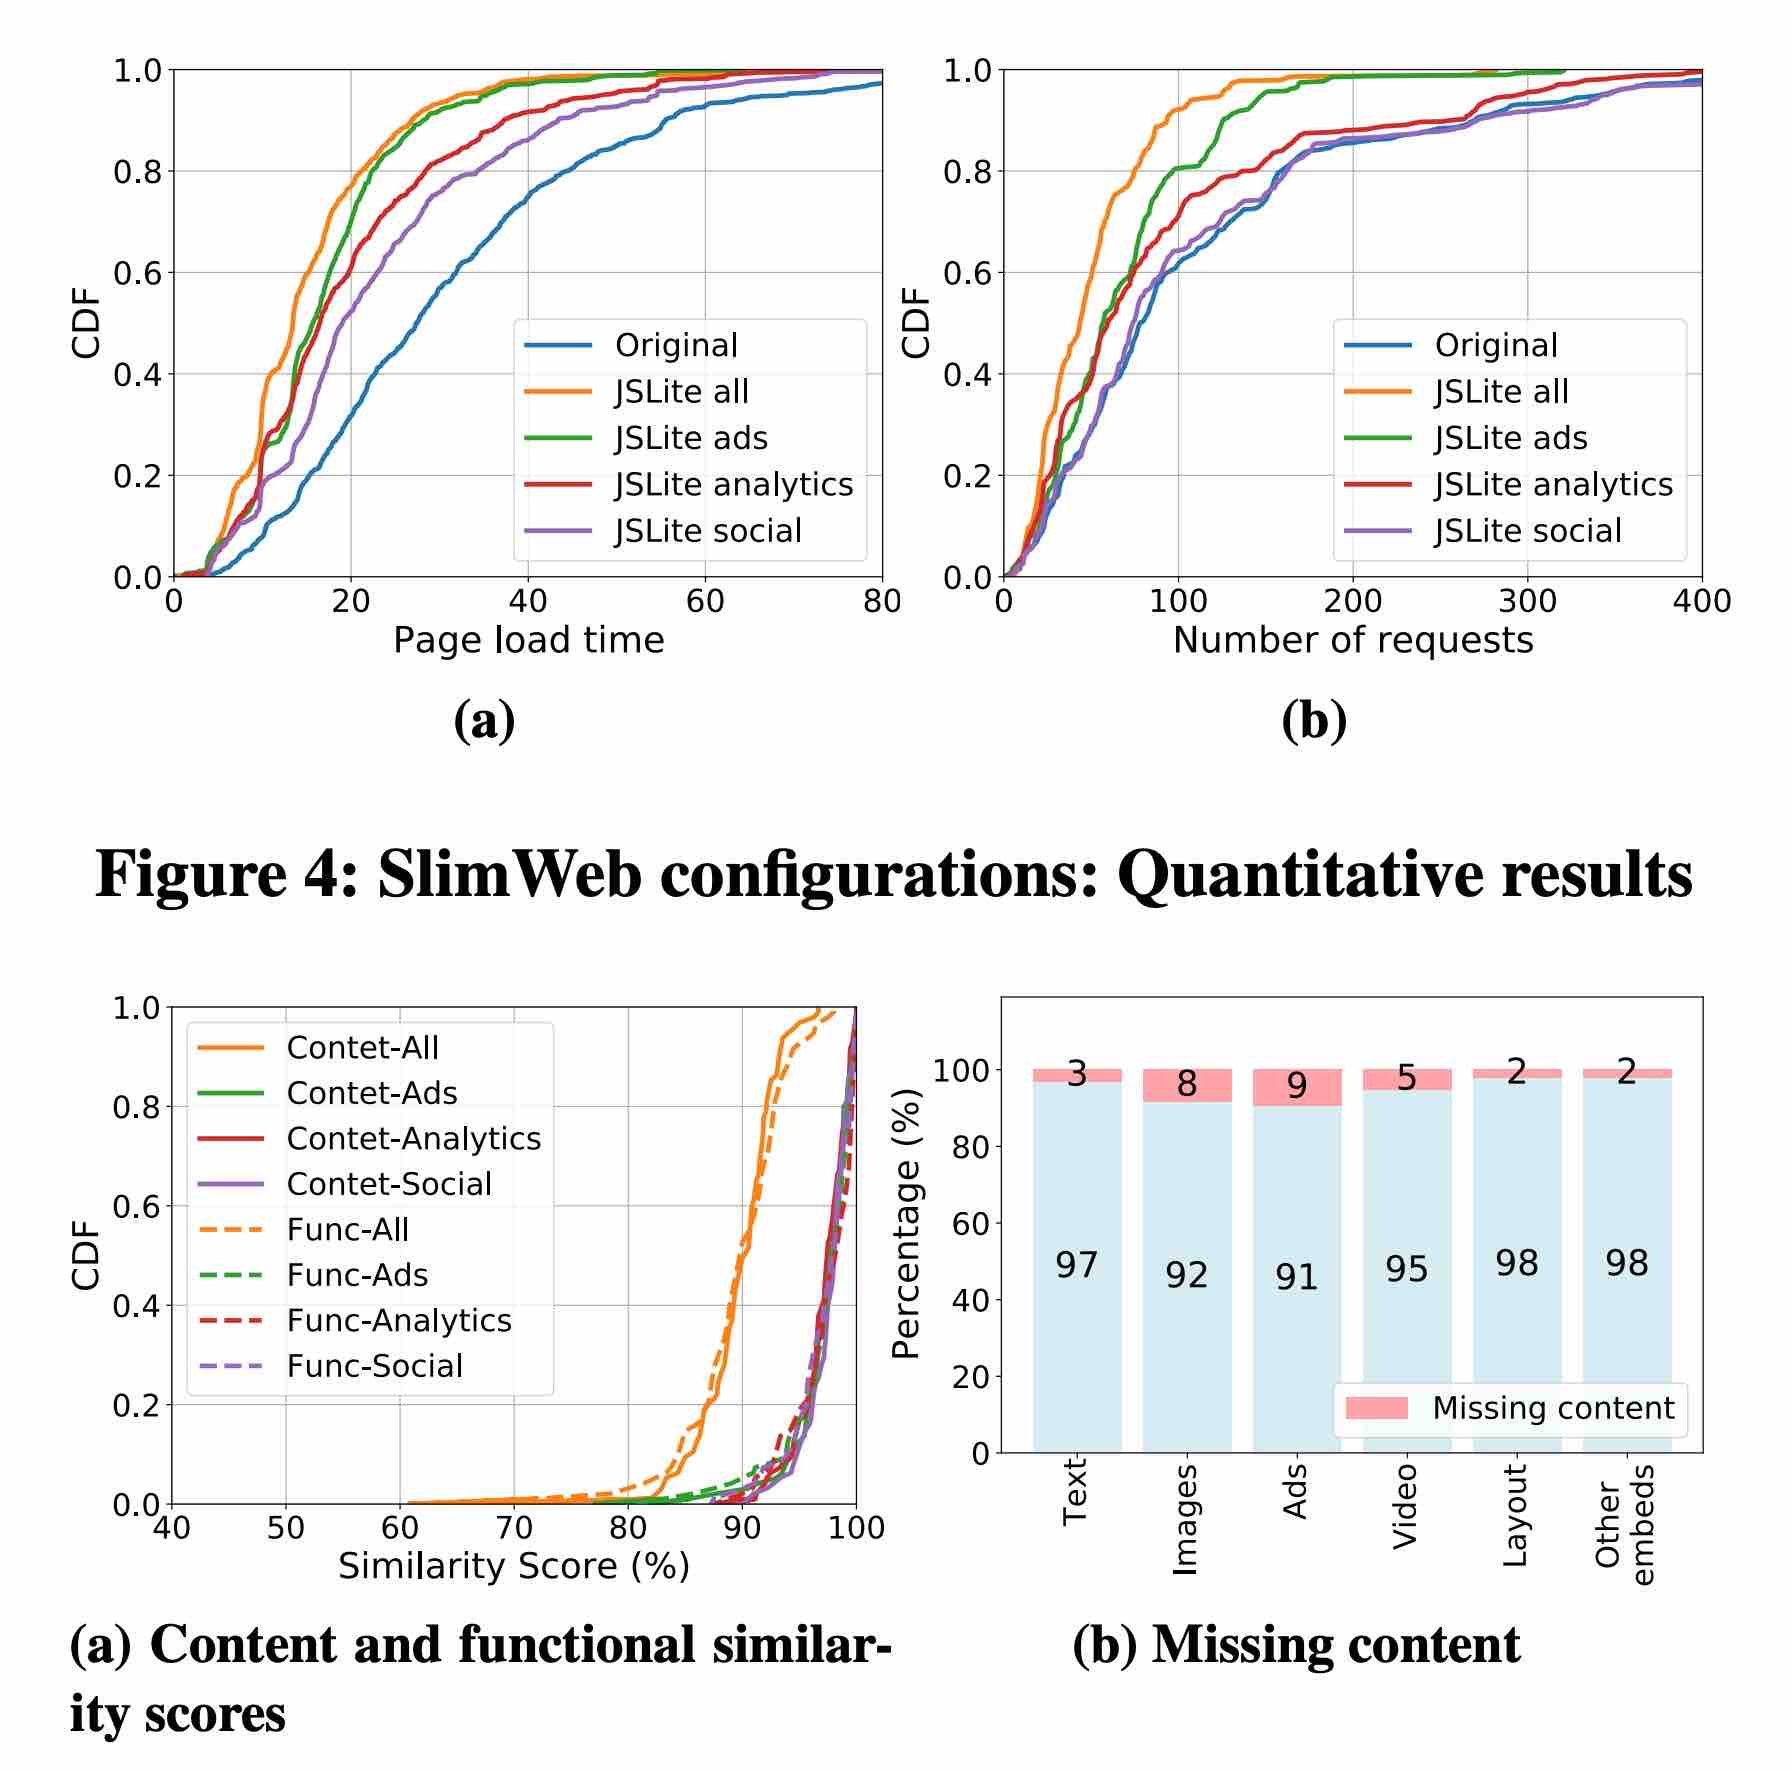 1.0
0.8
0.6
0.4
0.2
0.0
CDF
0 20 40 60 80
Page load time
Original
JSLite all
JSLite ads
JSLite analytics
JSLite social
(a)
1.0
0.8
0.6
0.4
0.2
0.0
CDF
0 100 200 300 400
Number of requests
Original
JSLite all
JSLite ads
JSLite analytics
JSLite social
(b)
Figure 4: SlimWeb configurations: Quantitative results
1.0
0.8
0.6
0.4
0.2
0.0
CDF
40 50 60 70 80 90 100
Similarity Score (%)
Contet-All
Contet-Ads
Contet-Analytics
Contet-Social
Func-All
Func-Ads
Func-Analytics
Func-Social
(a) Content and functional similar-
ity scores
100
80
60
40
20
0
Percentage (%)
3 8 9 5 2 2
97 92 91 95 98 98
Missing content
Text
Images
Ads
Video
Layout
Other
embeds
(b) Missing content